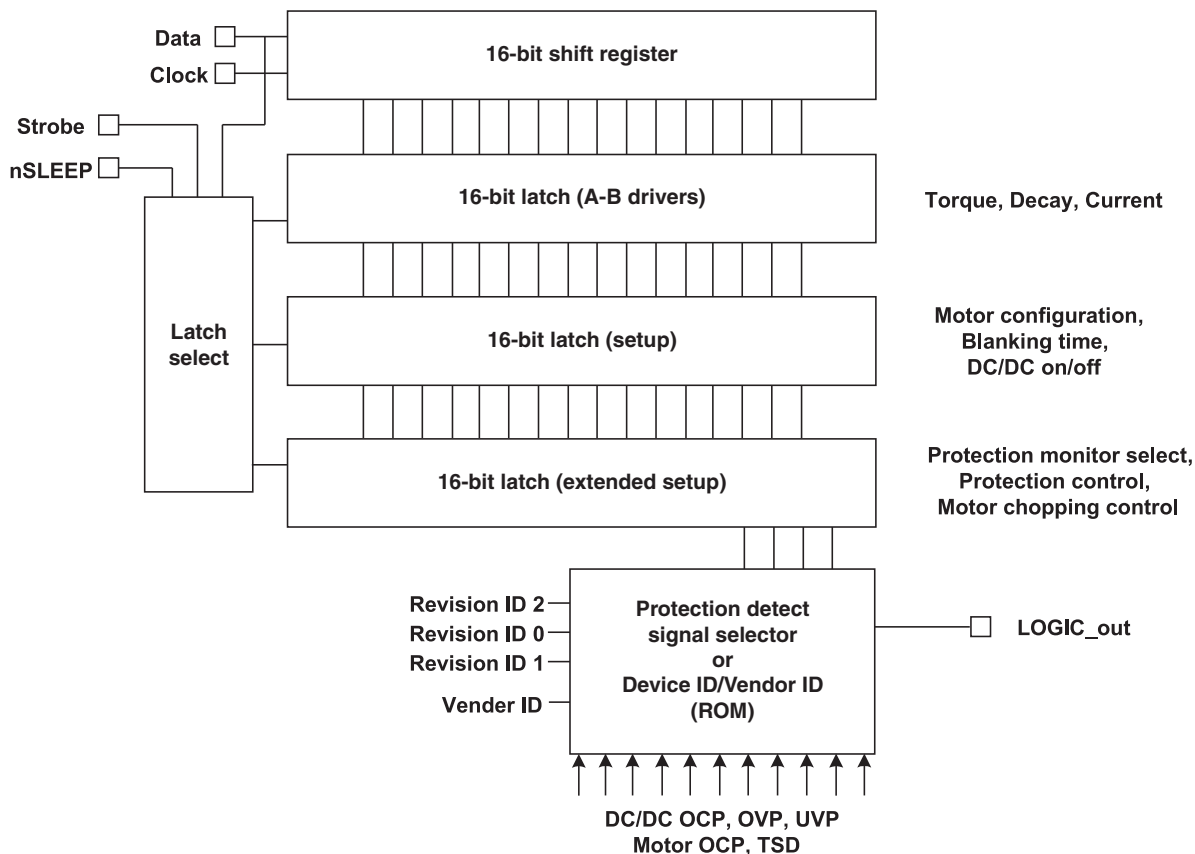 Data
16-bit shift register
Clock
Strobe
nSLEEP
16-bit latch (A-B drivers)
Torque, Decay, Current
Latch
select
16-bit latch (setup)
Motor configuration,
Blanking time,
DC/DC on/off
16-bit latch (extended setup)
Protection monitor select,
Protection control,
Motor chopping control
Revision ID 2
Revision ID 0
Revision ID 1
Vender ID
Protection detect
signal selector
or
Device ID/Vendor ID
(ROM)
LOGIC_out
DC/DC OCP, OVP, UVP
Motor OCP, TSD